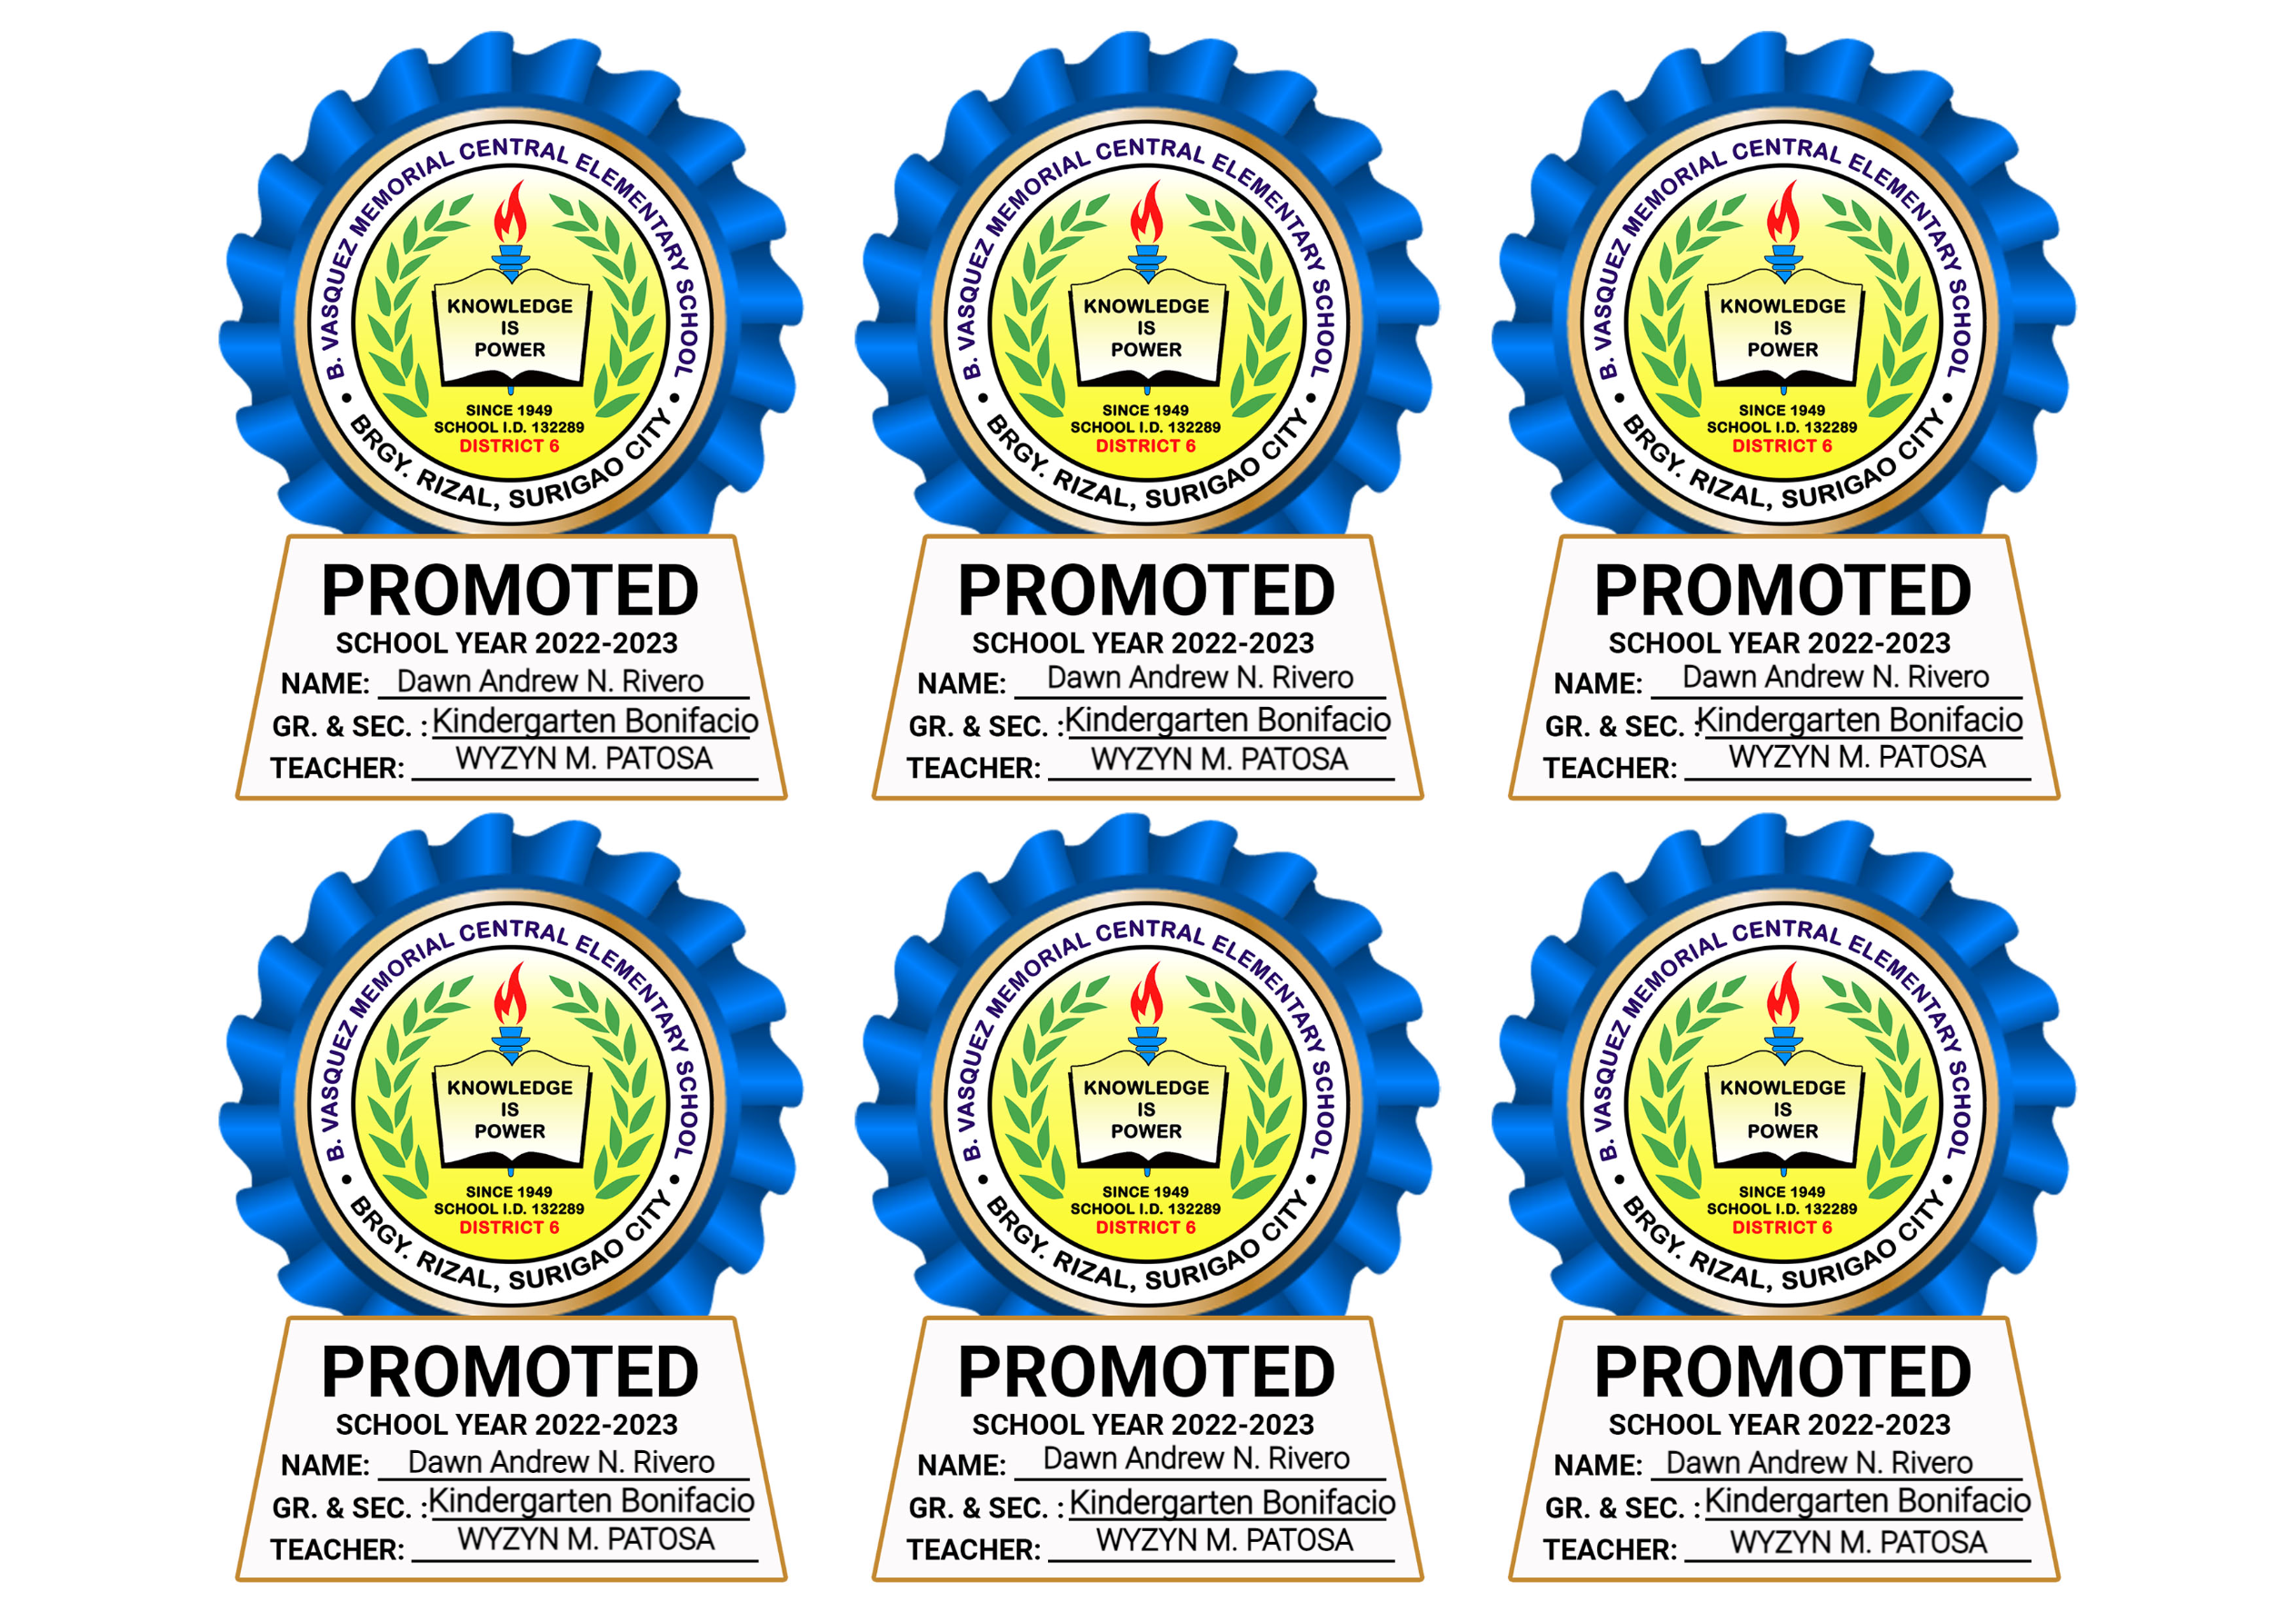 B. VASQUEZ MEMORIAL CENTRAL ELEMENTARY SCHOOL
KNOWLEDGE
IS
POWER
SINCE 1949
SCHOOL I.D. 132289
DISTRICT 6
• BRGY. RIZAL, SURIGAO CITY •
PROMOTED
SCHOOL YEAR 2022-2023
NAME: Dawn Andrew N. Rivero
GR. & SEC. : Kindergarten Bonifacio
TEACHER: WYZYN M. PATOSA
B. VASQUEZ MEMORIAL CENTRAL ELEMENTARY SCHOOL
KNOWLEDGE
IS
POWER
SINCE 1949
SCHOOL I.D. 132289
DISTRICT 6
• BRGY. RIZAL, SURIGAO CITY •
PROMOTED
SCHOOL YEAR 2022-2023
NAME: Dawn Andrew N. Rivero
GR. & SEC. : Kindergarten Bonifacio
TEACHER: WYZYN M. PATOSA
B. VASQUEZ MEMORIAL CENTRAL ELEMENTARY SCHOOL
KNOWLEDGE
IS
POWER
SINCE 1949
SCHOOL I.D. 132289
DISTRICT 6
• BRGY. RIZAL, SURIGAO CITY •
PROMOTED
SCHOOL YEAR 2022-2023
NAME: Dawn Andrew N. Rivero
GR. & SEC. : Kindergarten Bonifacio
TEACHER: WYZYN M. PATOSA
B. VASQUEZ MEMORIAL CENTRAL ELEMENTARY SCHOOL
KNOWLEDGE
IS
POWER
SINCE 1949
SCHOOL I.D. 132289
DISTRICT 6
• BRGY. RIZAL, SURIGAO CITY •
PROMOTED
SCHOOL YEAR 2022-2023
NAME: Dawn Andrew N. Rivero
GR. & SEC. : Kindergarten Bonifacio
TEACHER: WYZYN M. PATOSA
B. VASQUEZ MEMORIAL CENTRAL ELEMENTARY SCHOOL
KNOWLEDGE
IS
POWER
SINCE 1949
SCHOOL I.D. 132289
DISTRICT 6
• BRGY. RIZAL, SURIGAO CITY •
PROMOTED
SCHOOL YEAR 2022-2023
NAME: Dawn Andrew N. Rivero
GR. & SEC. : Kindergarten Bonifacio
TEACHER: WYZYN M. PATOSA
B. VASQUEZ MEMORIAL CENTRAL ELEMENTARY SCHOOL
KNOWLEDGE
IS
POWER
SINCE 1949
SCHOOL I.D. 132289
DISTRICT 6
• BRGY. RIZAL, SURIGAO CITY •
PROMOTED
SCHOOL YEAR 2022-2023
NAME: Dawn Andrew N. Rivero
GR. & SEC. : Kindergarten Bonifacio
TEACHER: WYZYN M. PATOSA